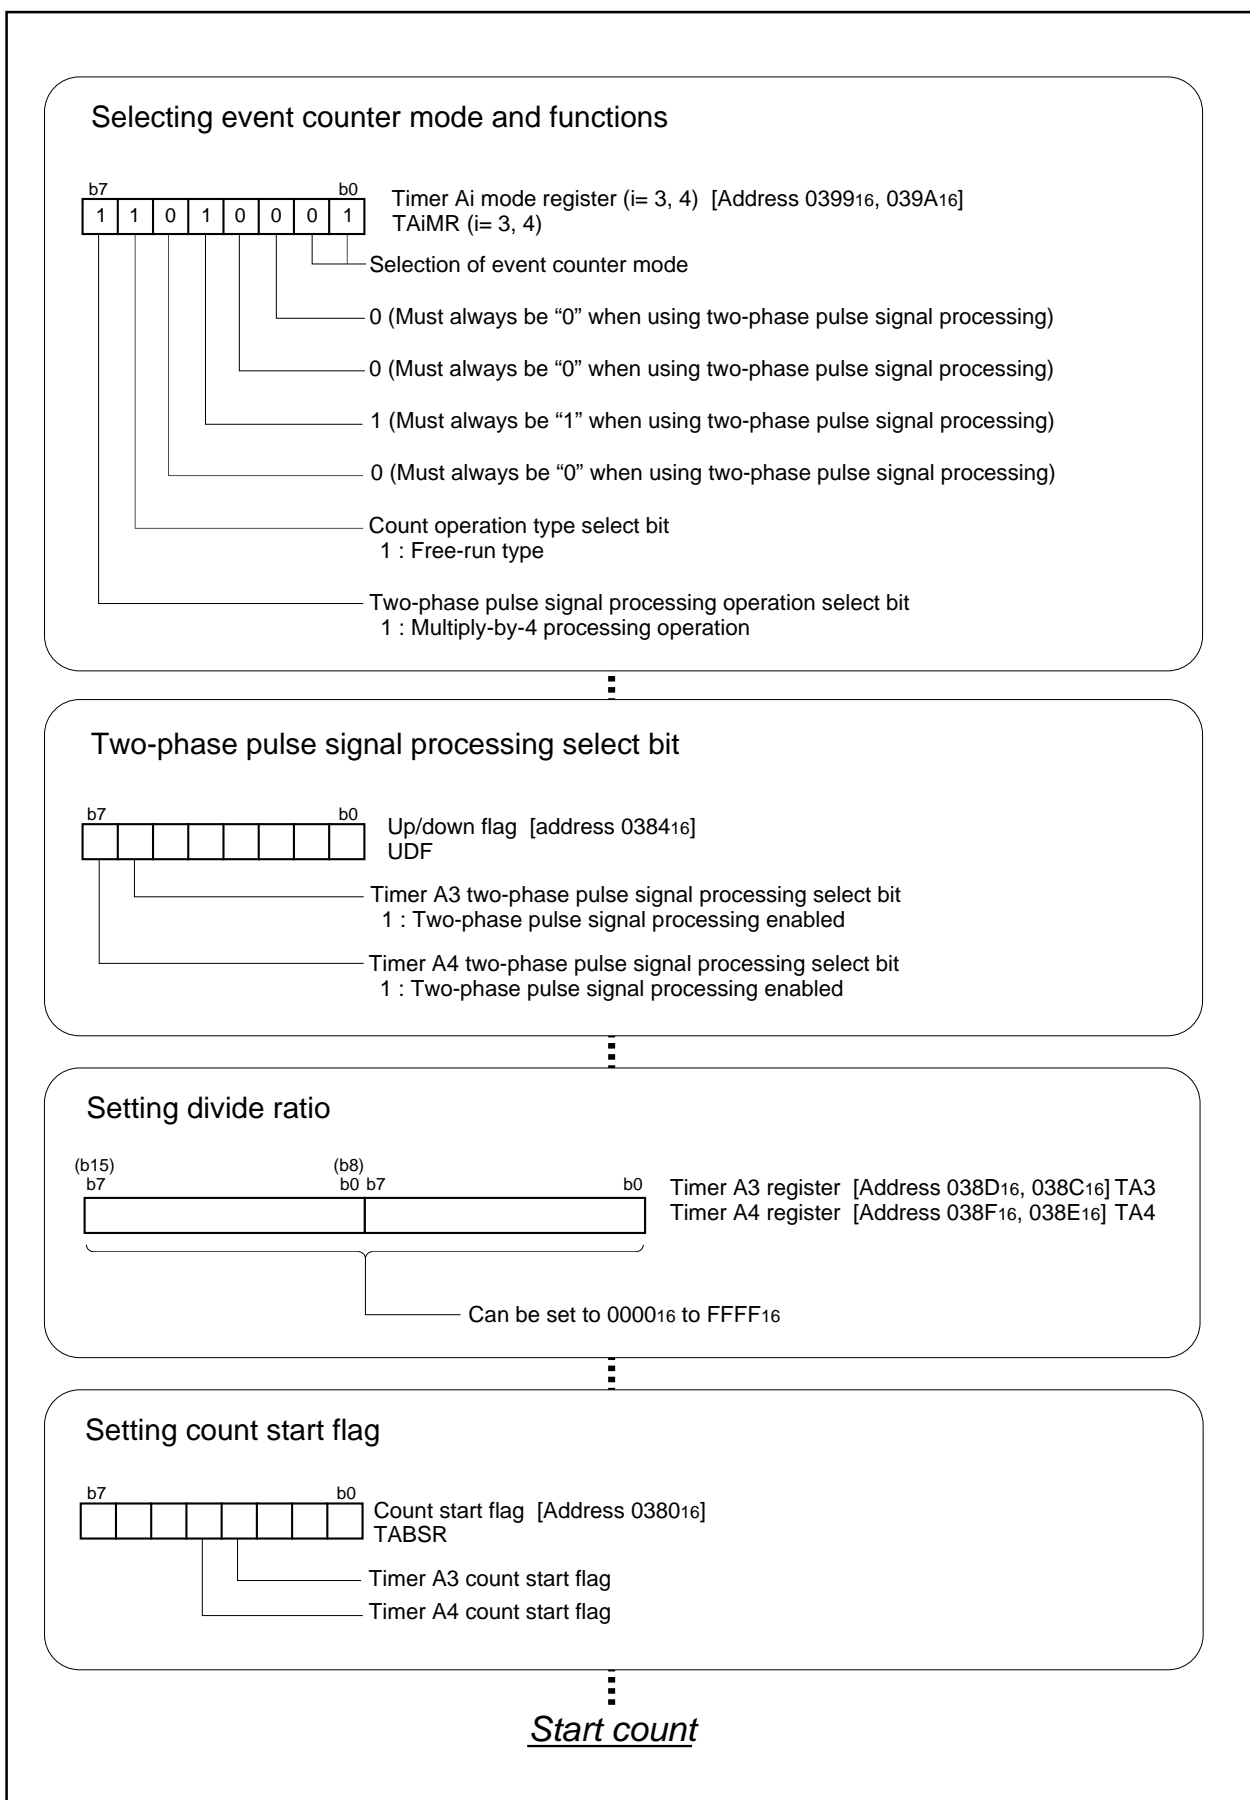 Selecting event counter mode and functions
b7 b0
1 1 0 1 0 0 0 1
Timer Ai mode register (i= 3, 4) [Address 039916, 039A16]
TAiMR (i= 3, 4)
Selection of event counter mode
0 (Must always be “0” when using two-phase pulse signal processing)
0 (Must always be “0” when using two-phase pulse signal processing)
1 (Must always be “1” when using two-phase pulse signal processing)
0 (Must always be “0” when using two-phase pulse signal processing)
Count operation type select bit
1 : Free-run type
Two-phase pulse signal processing operation select bit
1 : Multiply-by-4 processing operation
Two-phase pulse signal processing select bit
b7 b0
Up/down flag [address 038416]
UDF
Timer A3 two-phase pulse signal processing select bit
1 : Two-phase pulse signal processing enabled
Timer A4 two-phase pulse signal processing select bit
1 : Two-phase pulse signal processing enabled
Setting divide ratio
(b15) (b8)
b7 b0 b7 b0
Timer A3 register [Address 038D16, 038C16] TA3
Timer A4 register [Address 038F16, 038E16] TA4
Can be set to 000016 to FFFF16
Setting count start flag
b7 b0
Count start flag [Address 038016]
TABSR
Timer A3 count start flag
Timer A4 count start flag
Start count